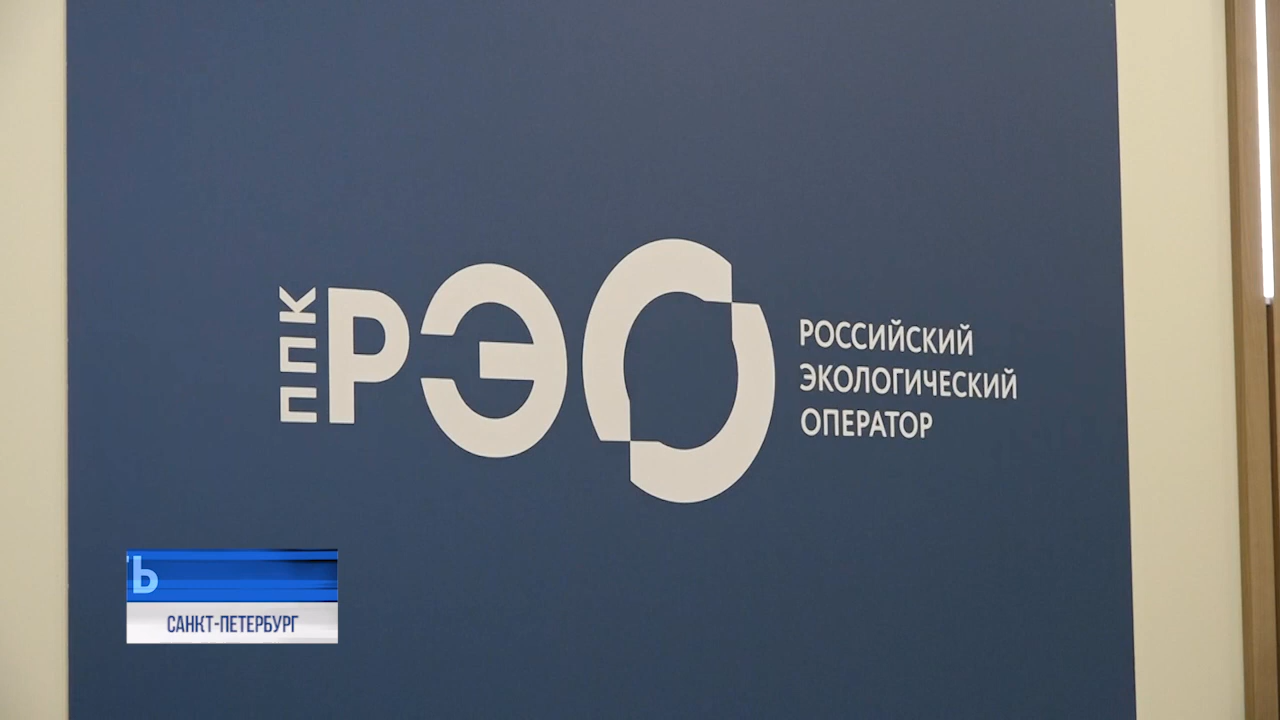 ППК
РЭО
РОССИЙСКИЙ
ЭКОЛОГИЧЕСКИЙ
ОПЕРАТОР
САНКТ-ПЕТЕРБУРГ